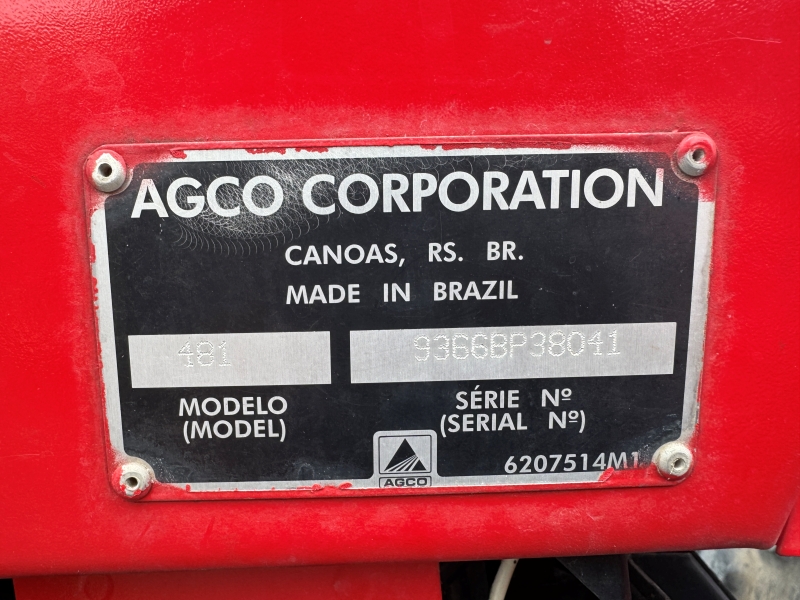 AGCO CORPORATION
CANOAS, RS. BR.
MADE IN BRAZIL
481 9366BP38041
MODELO SÉRIE Nº
(MODEL) (SERIAL Nº)
AGCO 6207514M1